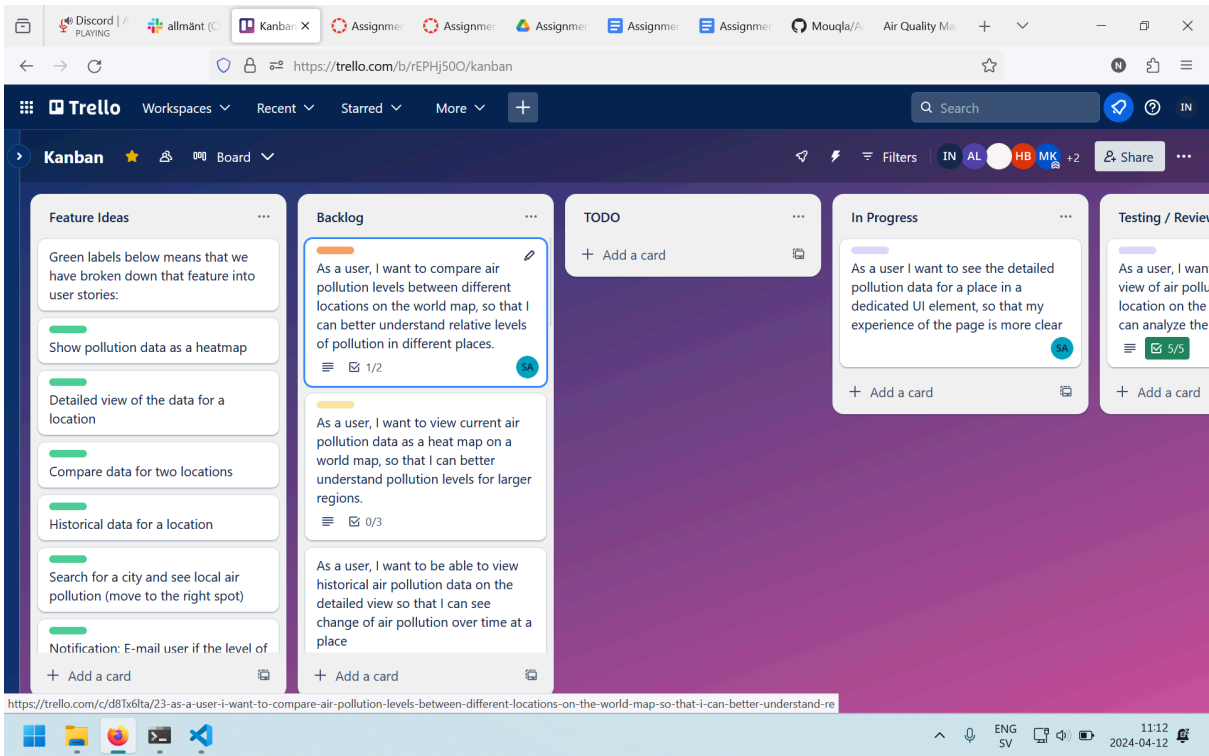 Discord | A
PLAYING
allmänt (C
Kanban
Assignmer
Assignmer
Assignmer
Assignmer
Assignmer
Mouqla/A
Air Quality Ma
https://trello.com/b/rEPHj50O/kanban
N
Trello
Workspaces
Recent
Starred
More
Search
IN
Kanban
Board
Filters
IN
AL
HB
MK
+2
Share
Feature Ideas
Green labels below means that we
have broken down that feature into
user stories:
Show pollution data as a heatmap
Detailed view of the data for a
location
Compare data for two locations
Historical data for a location
Search for a city and see local air
pollution (move to the right spot)
Notification: E-mail user if the level of
Add a card
Backlog
As a user, I want to compare air
pollution levels between different
locations on the world map, so that I
can better understand relative levels
of pollution in different places.
1/2
SA
As a user, I want to view current air
pollution data as a heat map on a
world map, so that I can better
understand pollution levels for larger
regions.
0/3
As a user, I want to be able to view
historical air pollution data on the
detailed view so that I can see
change of air pollution over time at a
place
Add a card
TODO
Add a card
In Progress
As a user I want to see the detailed
pollution data for a place in a
dedicated UI element, so that my
experience of the page is more clear
SA
Add a card
Testing / Review
As a user, I wan
view of air pollu
location on the
can analyze the
5/5
Add a card
https://trello.com/c/d8Tx6lta/23-as-a-user-i-want-to-compare-air-pollution-levels-between-different-locations-on-the-world-map-so-that-i-can-better-understand-re
ENG
SV
11:12
2024-04-12